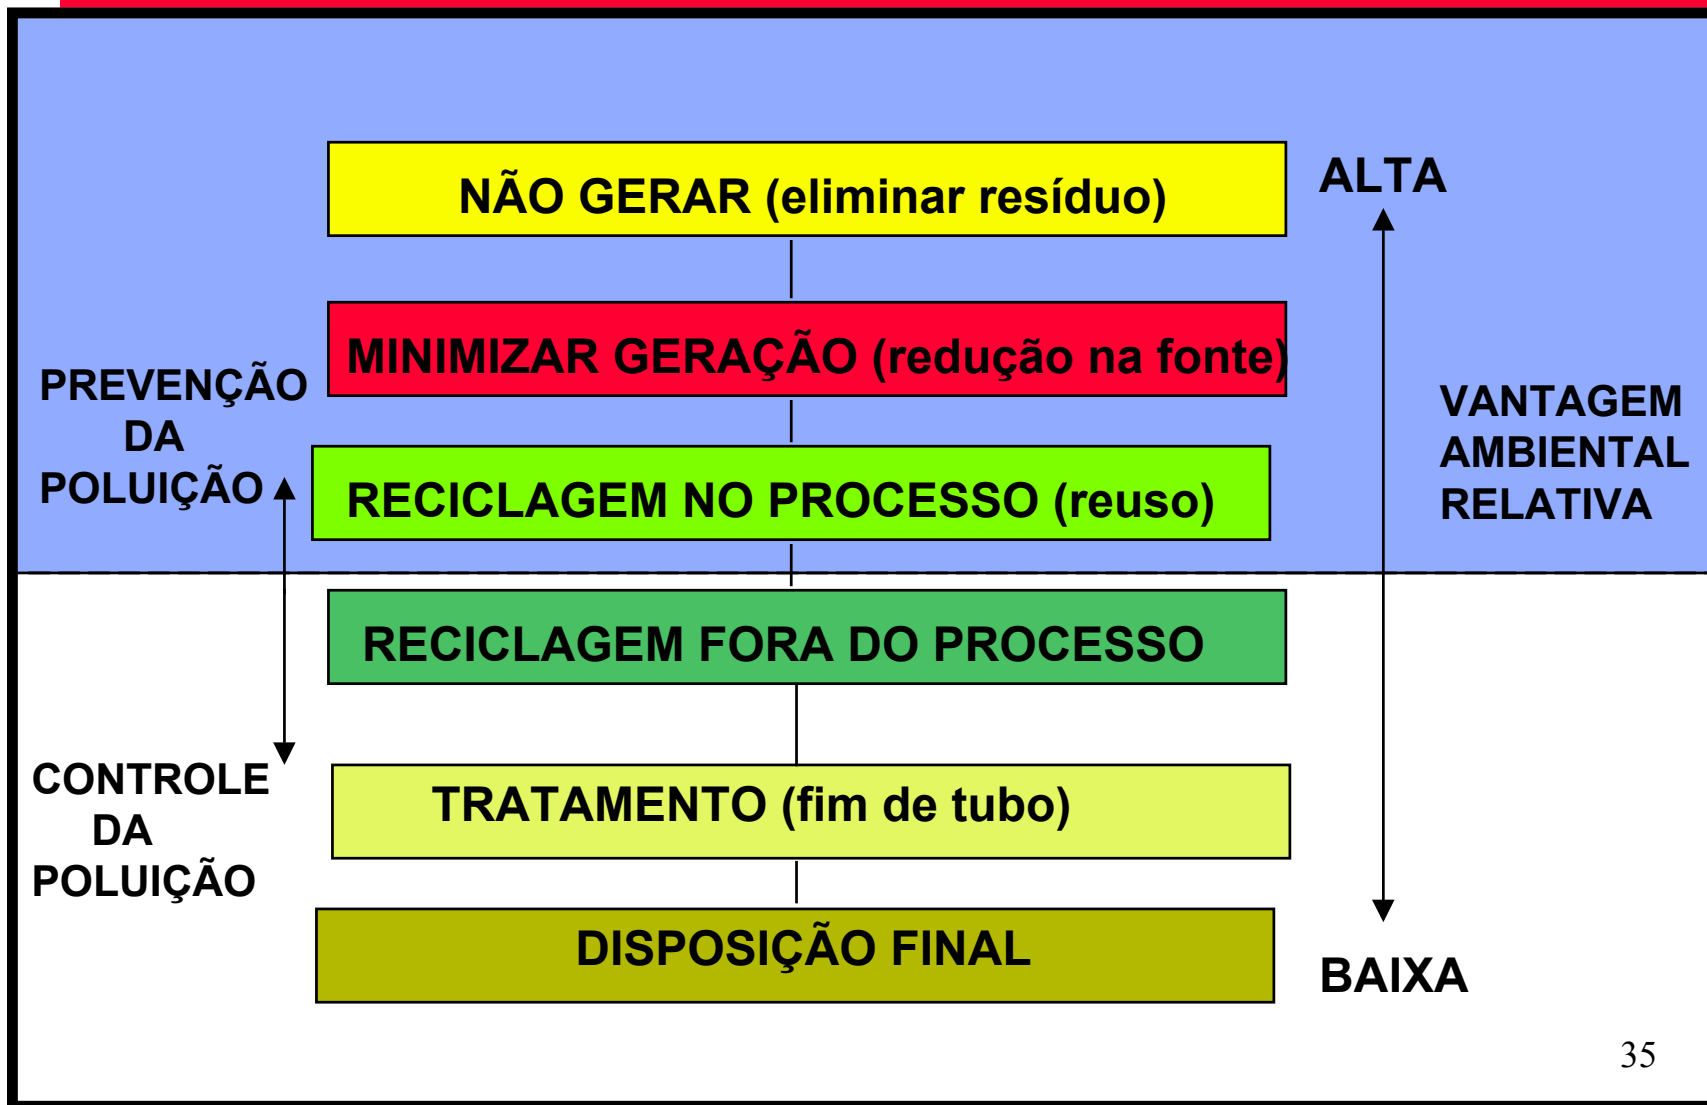 NÃO GERAR (eliminar resíduo)
ALTA
MINIMIZAR GERAÇÃO (redução na fonte)
PREVENÇÃO
DA
POLUIÇÃO
VANTAGEM
AMBIENTAL
RELATIVA
RECICLAGEM NO PROCESSO (reuso)
RECICLAGEM FORA DO PROCESSO
CONTROLE
DA
POLUIÇÃO
TRATAMENTO (fim de tubo)
DISPOSIÇÃO FINAL
BAIXA
35